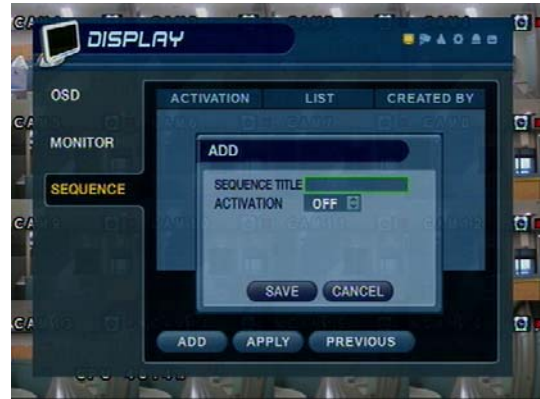 DISPLAY
OSD
MONITOR
SEQUENCE
ACTIVATION LIST CREATED BY
ADD
SEQUENCE TITLE
ACTIVATION OFF
SAVE CANCEL
ADD APPLY PREVIOUS